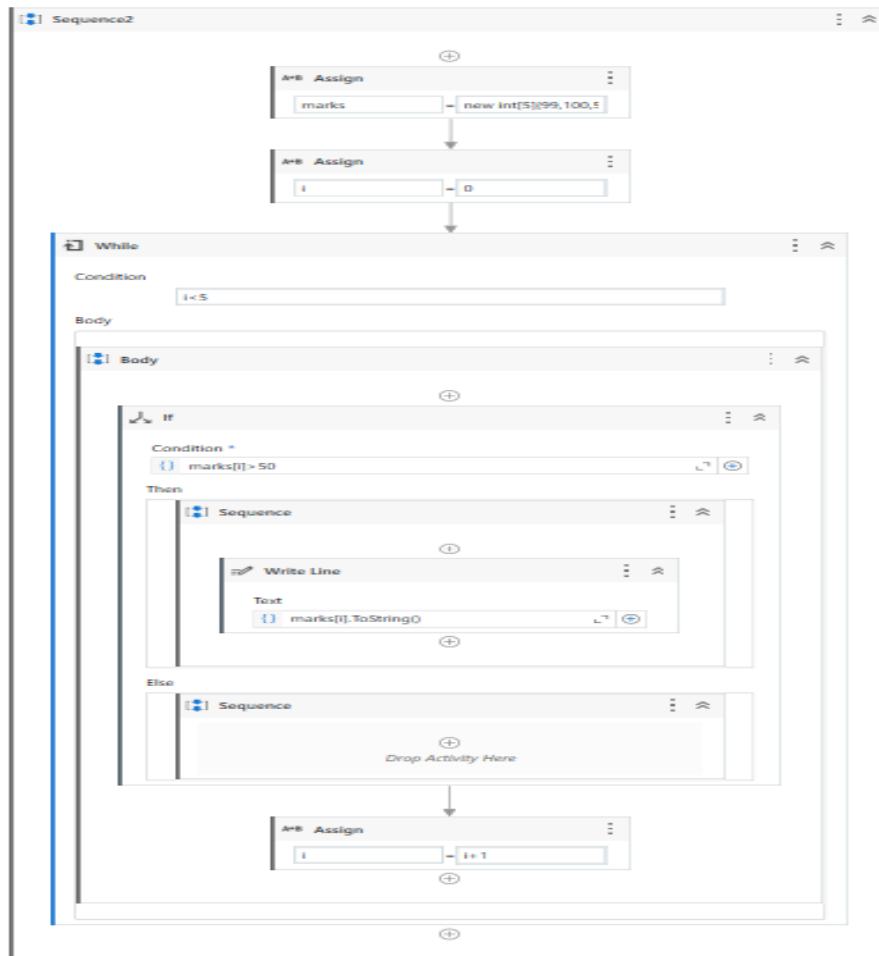 Sequence2
A+B Assign
marks = new int[5]{99,100,5
A+B Assign
i = 0
While
Condition
i<5
Body
Body
If
Condition *
{} marks[i]>50
Then
Sequence
Write Line
Text
{} marks[i].ToString()
Else
Sequence
Drop Activity Here
A+B Assign
i = i+1